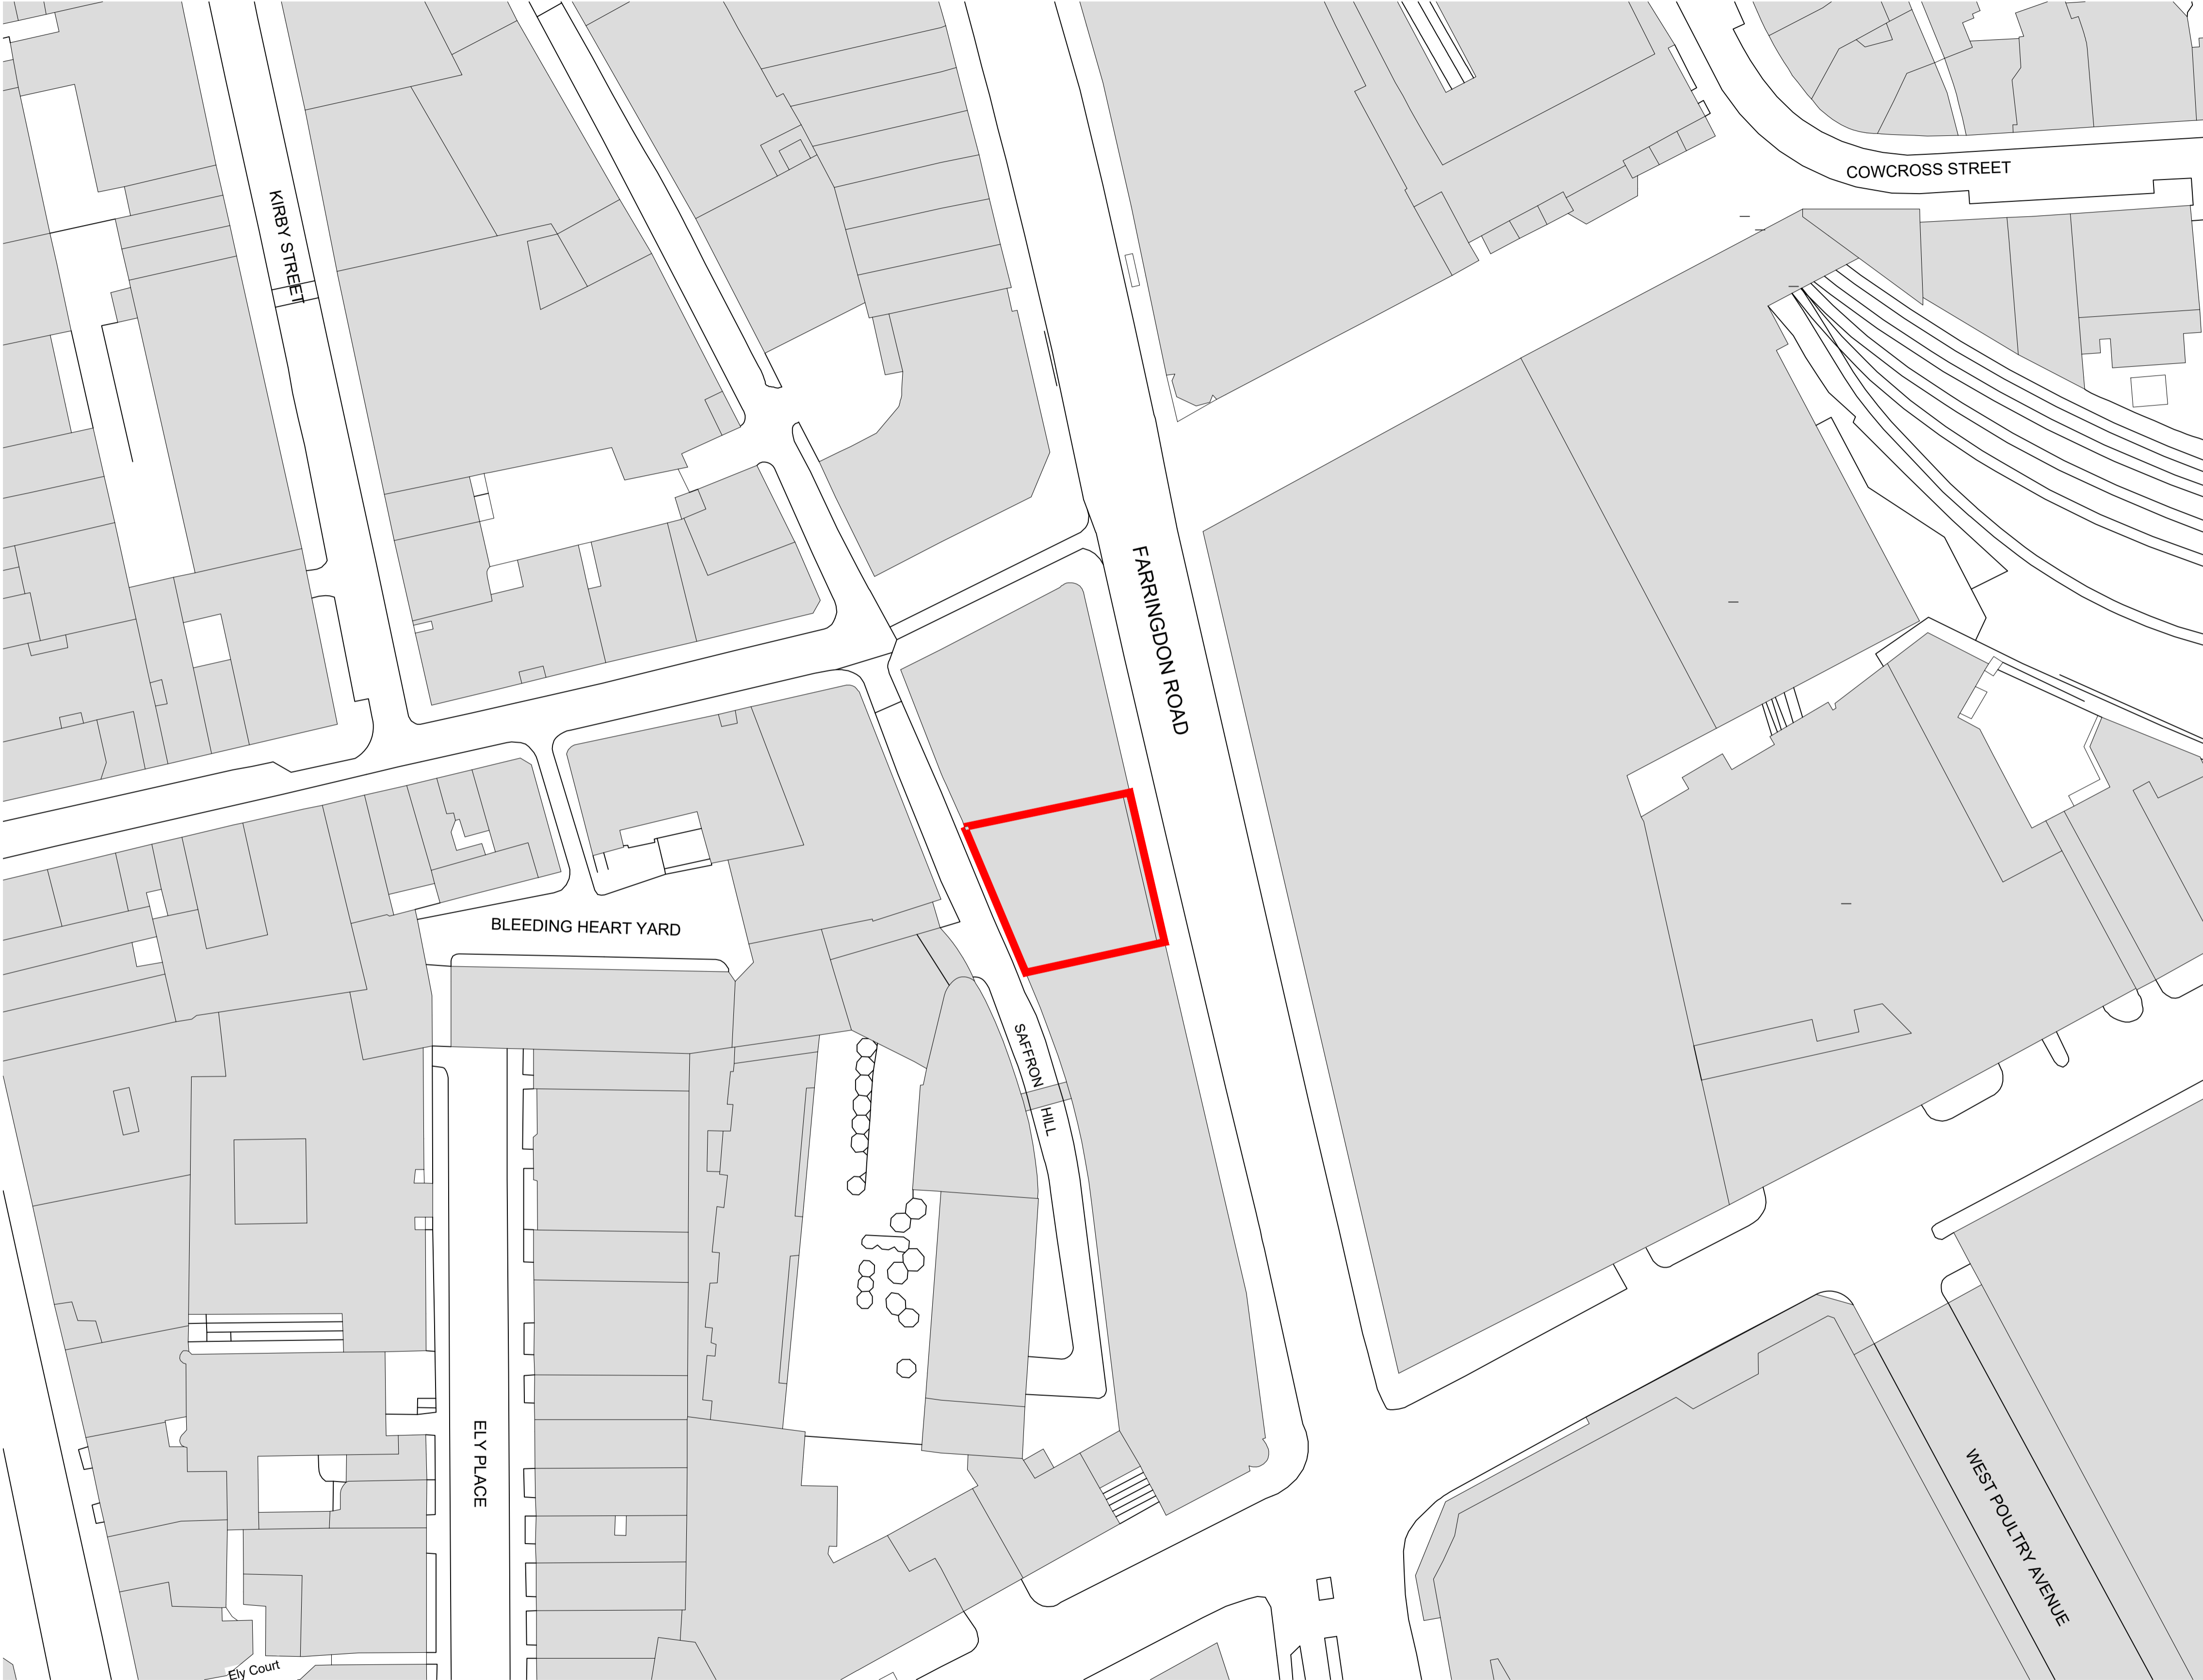 COWCROSS STREET
KIRBY STREET
FARRINGDON ROAD
BLEEDING HEART YARD
SAFFRON HILL
ELY PLACE
WEST POULTRY AVENUE
Ely Court